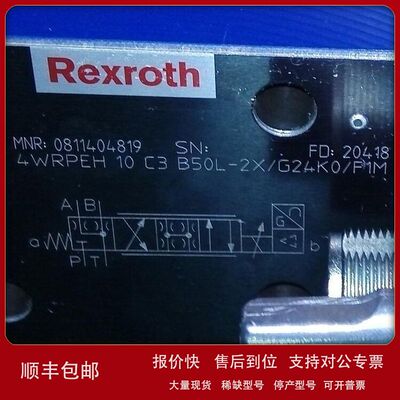 Rexroth
MNR: 0811404819 SN: FD: 20418
4WRPEH 10 C3 B50L-2X/G24K0/F1M
A B
a b
P T
顺丰包邮
报价快 售后到位 支持对公专票
大量现货 稀缺型号 停产型号 可开普票